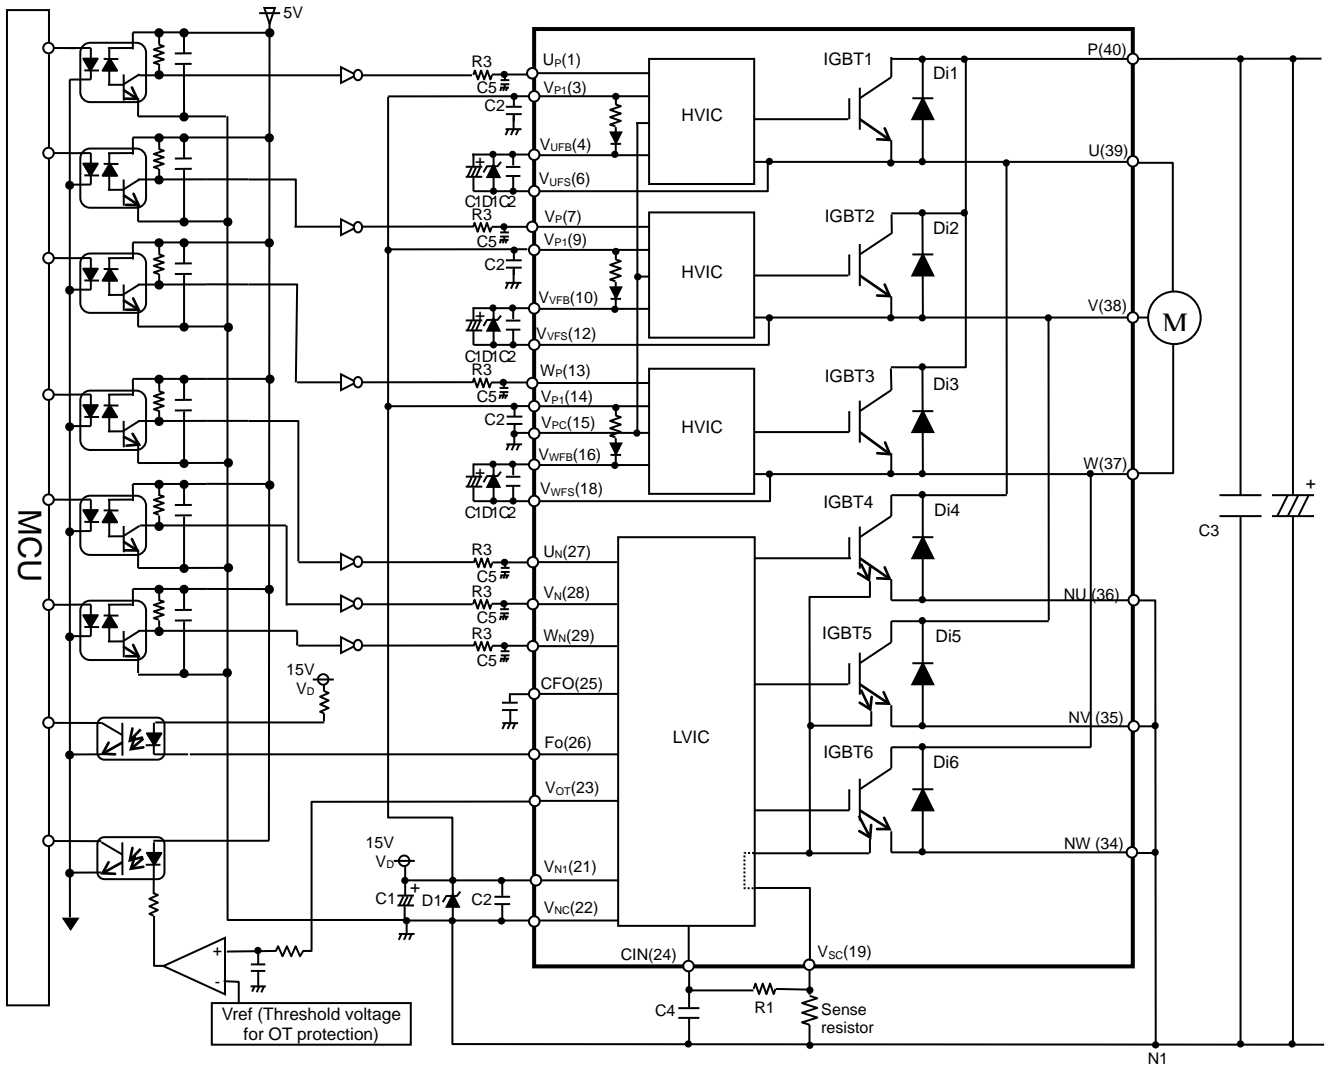 5V
MCU
R3
C5
UP(1)
VP1(3)
C2
VUFB(4)
+
C1D1C2
VUFS(6)
HVIC
IGBT1
Di1
P(40)
U(39)
R3
C5
VP(7)
VP1(9)
C2
VVFB(10)
+
C1D1C2
VVFS(12)
HVIC
IGBT2
Di2
V(38)
M
R3
C5
WP(13)
VP1(14)
C2
VPC(15)
VWFB(16)
+
C1D1C2
VWFS(18)
HVIC
IGBT3
Di3
W(37)
C3
+
IGBT4
Di4
NU(36)
R3
C5
UN(27)
R3
C5
VN(28)
R3
C5
WN(29)
IGBT5
Di5
NV(35)
15V
VD
CFO(25)
Fo(26)
LVIC
IGBT6
Di6
NW(34)
VOT(23)
15V
VD
VN1(21)
C1
+
D1
C2
VNC(22)
CIN(24)
VSC(19)
+
-
Vref (Threshold voltage
for OT protection)
C4
R1
Sense
resistor
N1